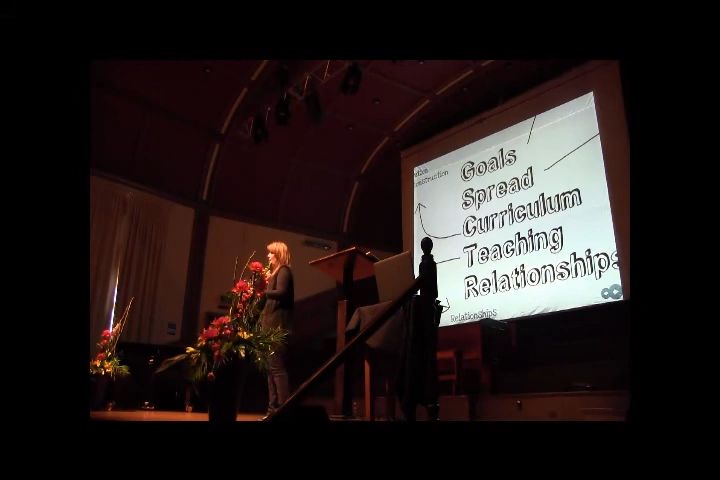 Goals
Spread
Curriculum
Teaching
Relationships
Relationships